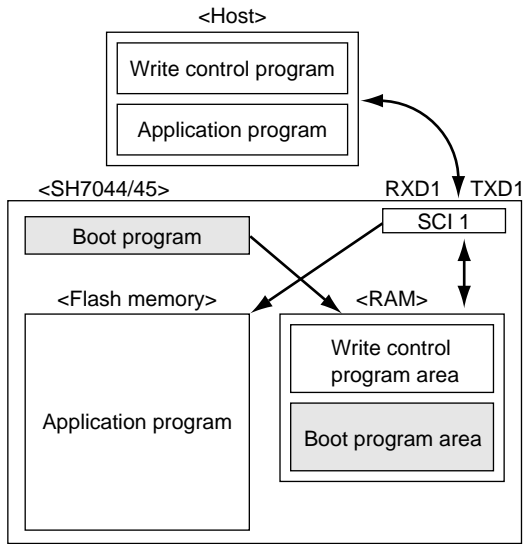 <Host>
Write control program
Application program
<SH7044/45>
RXD1 TXD1
SCI 1
Boot program
<Flash memory>
<RAM>
Application program
Write control
program area
Boot program area